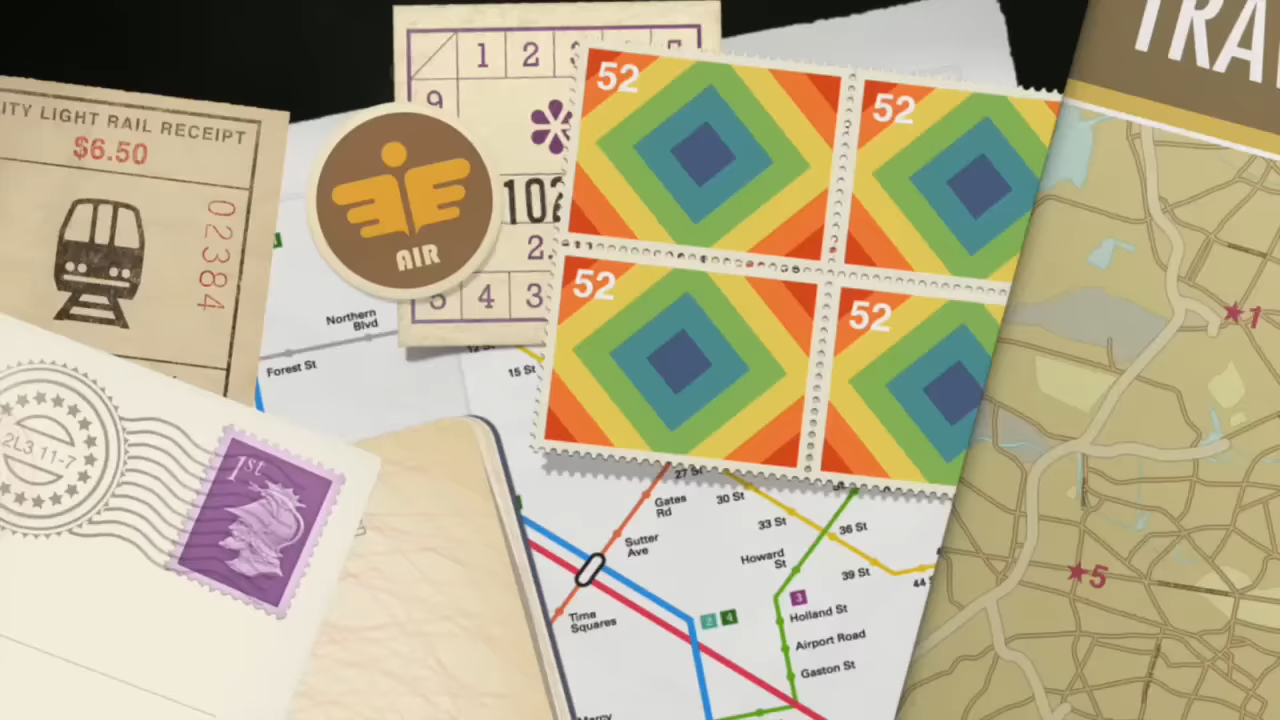 CITY LIGHT RAIL RECEIPT
$6.50
02384
1 2
9
102
2
5 4 3
AIR
52
52
52
52
TRA
1
5
Northern
Blvd
Forest St
12 St
15 St
2L3 11-7
1st
27 St
30 St
33 St
36 St
39 St
44
Gates
Rd
Sutter
Ave
Time
Squares
Howard
St
3
2 4
Holland St
Airport Road
Gaston St